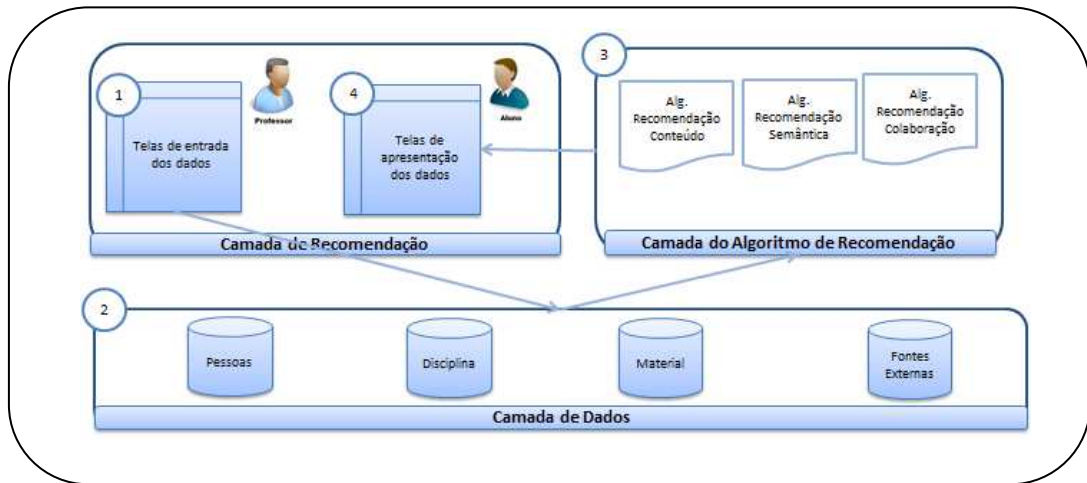 1
Telas de entrada
dos dados
Professor
4
Telas de
apresentação
dos dados
Aluno
Camada de Recomendação
3
Alg.
Recomendação
Conteúdo
Alg.
Recomendação
Semântica
Alg.
Recomendação
Colaboração
Camada do Algoritmo de Recomendação
2
Pessoas
Disciplina
Material
Fontes
Externas
Camada de Dados